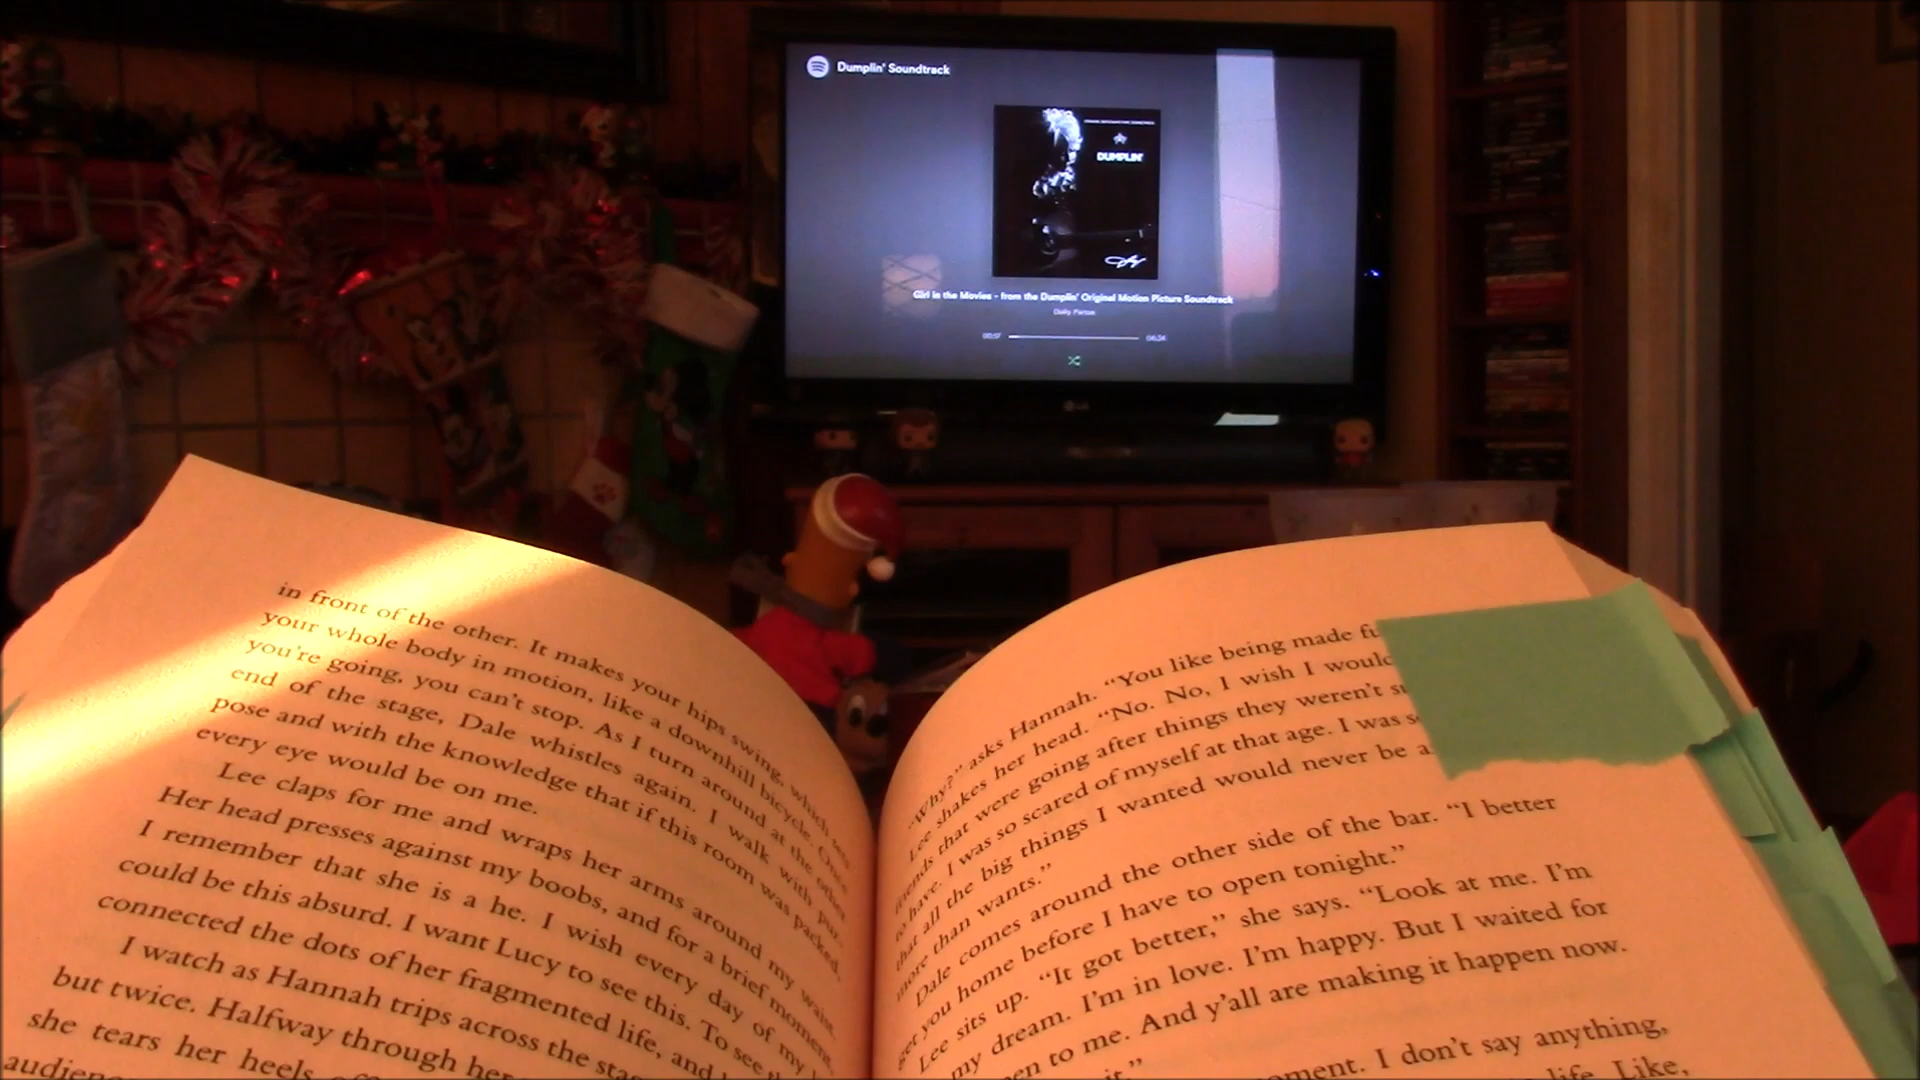 Dumplin' Soundtrack
DUMPLIN'
Girl in the Movies - from the Dumplin' Original Motion Picture Soundtrack
Dolly Parton
LG
in front of the other. It makes your hips swing, which sets
your whole body in motion, like a downhill bicycle. Once
you're going, you can't stop. As I turn around at the other
end of the stage, Dale whistles again. I walk with pur-
pose and with the knowledge that if this room was packed,
every eye would be on me.
Lee claps for me and wraps her arms around my waist.
Her head presses against my boobs, and for a brief moment,
I remember that she is a he. I wish every day of my
could be this absurd. I want Lucy to see this. To see
connected the dots of her fragmented life, and
I watch as Hannah trips across the
but twice. Halfway through her
she tears her heels
"Why?" asks Hannah. "You like being made
Lee shakes her head. "No. No, I wish I
friends that were going after things they weren't
to have. I was so scared of myself at that age. I was
that all the big things I wanted would never be
more than wants."
Dale comes around the other side of the bar. "I better
get you home before I have to open tonight."
Lee sits up. "It got better," she says. "Look at me. I'm
my dream. I'm in love. I'm happy. But I waited for
to me. And y'all are making it happen now.
I don't say anything,
life. Like,